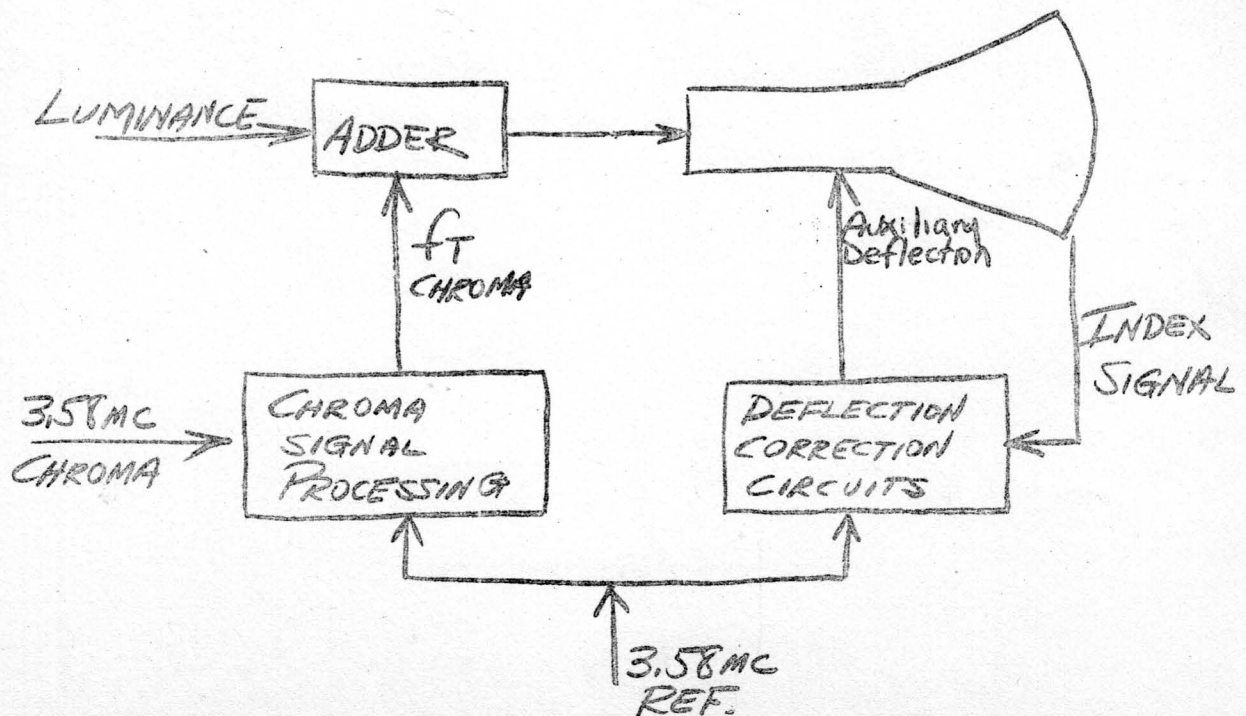 LUMINANCE
ADDER
fT
CHROMA
Auxiliary
Deflection
INDEX
SIGNAL
3.58MC
CHROMA
CHROMA
SIGNAL
PROCESSING
DEFLECTION
CORRECTION
CIRCUITS
3.58MC
REF.